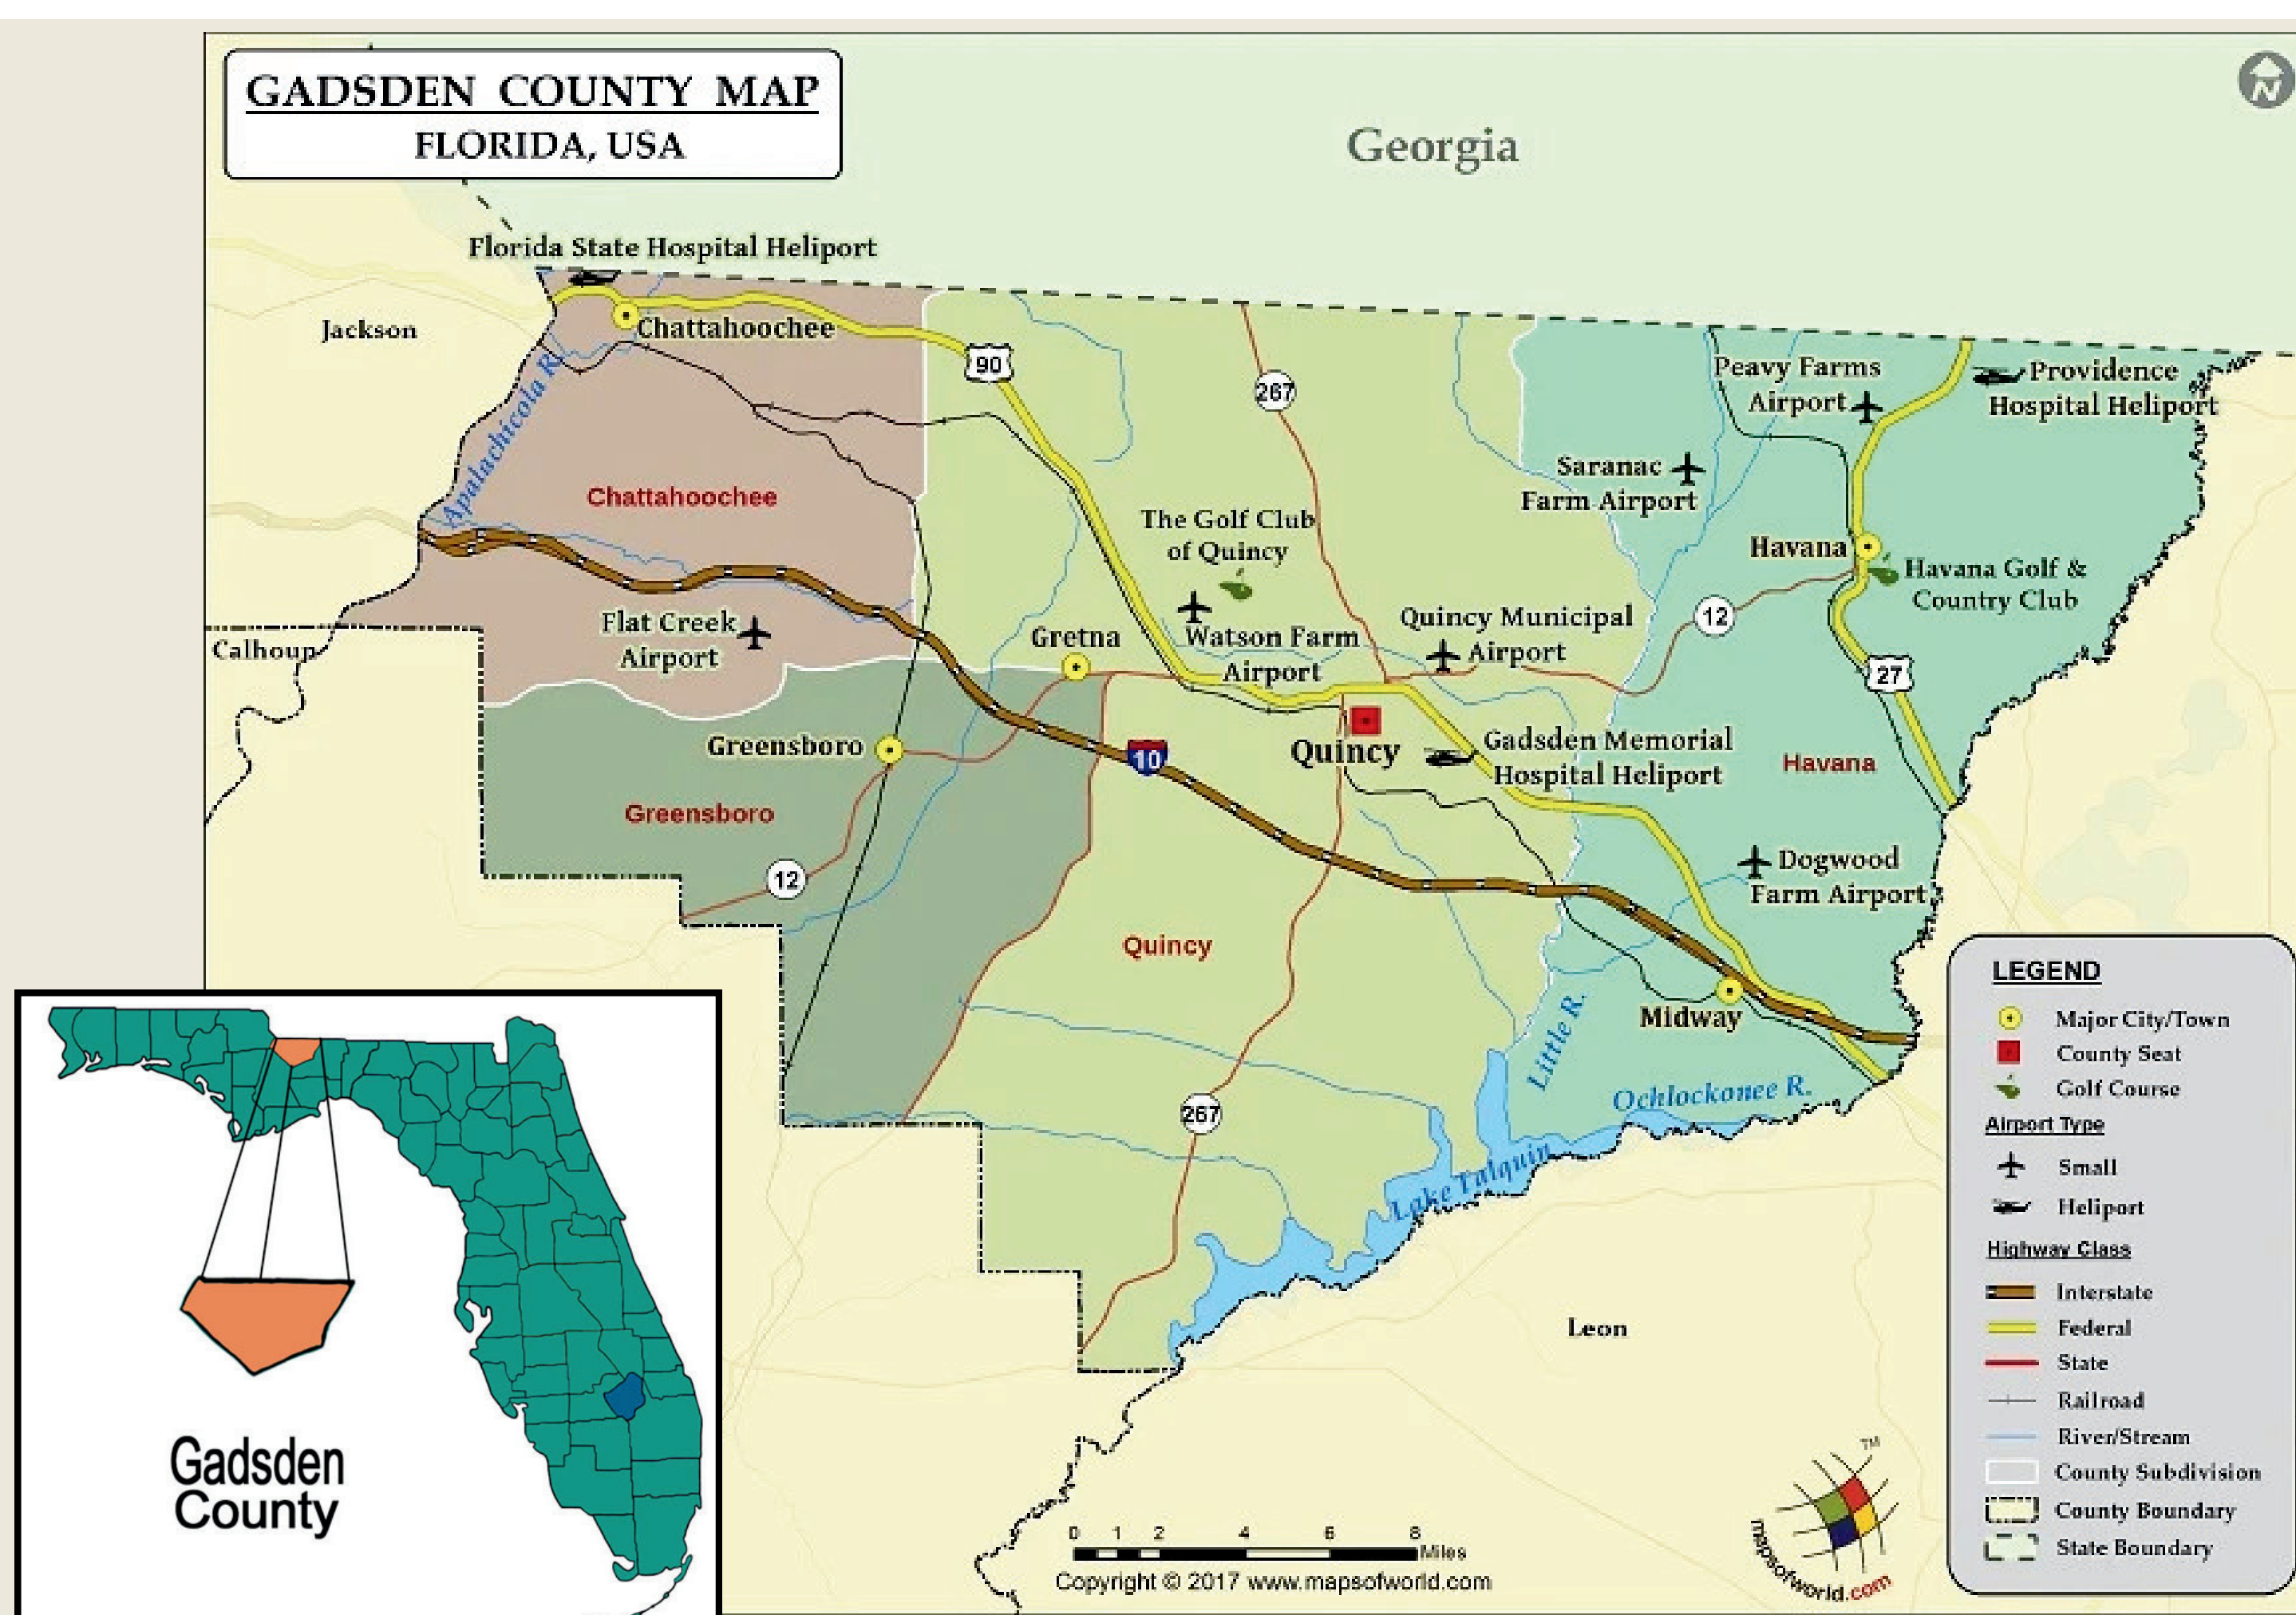 GADSDEN COUNTY MAP
FLORIDA, USA
N
Georgia
Florida State Hospital Heliport
Jackson
Chattahoochee
90
267
Peavy Farms
Airport
Providence
Hospital Heliport
Apalachicola R.
Chattahoochee
Saranac
Farm Airport
The Golf Club
of Quincy
Havana
Havana Golf &
Country Club
Flat Creek
Airport
Gretna
Watson Farm
Airport
Quincy Municipal
Airport
12
Calhoun
27
Greensboro
10
Quincy
Gadsden Memorial
Hospital Heliport
Havana
Greensboro
12
Dogwood
Farm Airport
Quincy
Midway
Little R.
Ochlockonee R.
267
Lake Talquin
Leon
LEGEND
Major City/Town
County Seat
Golf Course
Airport Type
Small
Heliport
Highway Class
Interstate
Federal
State
Railroad
River/Stream
County Subdivision
County Boundary
State Boundary
Gadsden
County
0 1 2 4 6 8
Miles
Copyright © 2017 www.mapsofworld.com
TM
mapsofworld.com